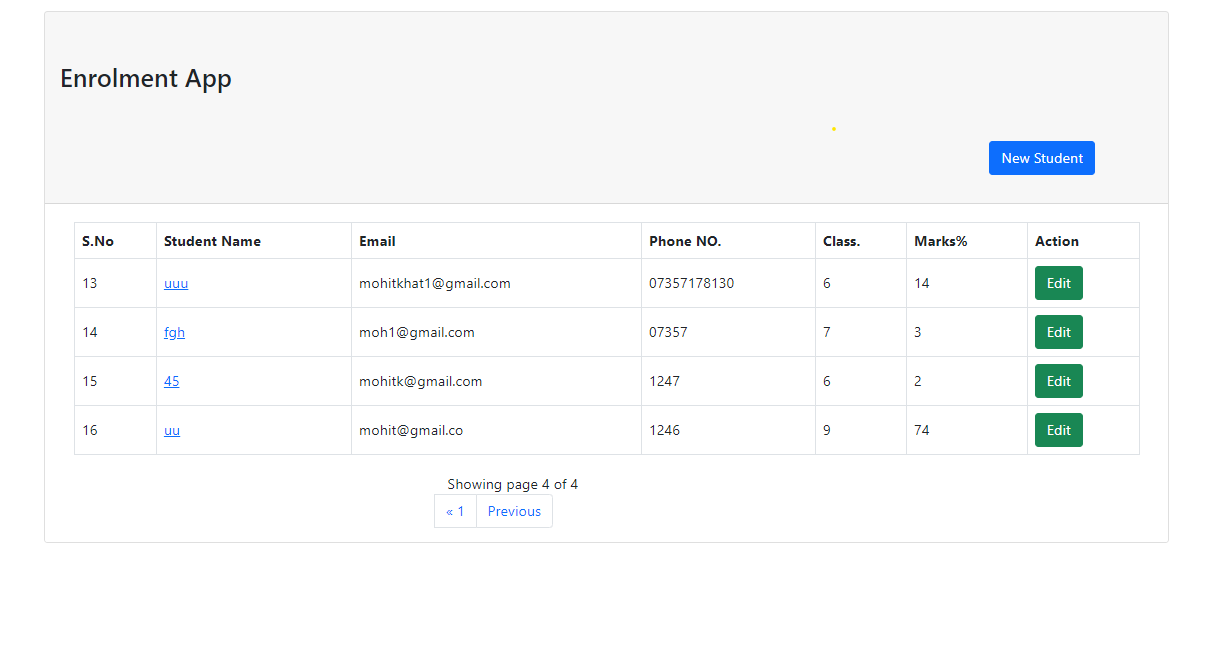 Enrolment App
New Student
S.No Student Name Email Phone NO. Class. Marks% Action
13 uuu mohitkhat1@gmail.com 07357178130 6 14 Edit
14 fgh moh1@gmail.com 07357 7 3 Edit
15 45 mohitk@gmail.com 1247 6 2 Edit
16 uu mohit@gmail.co 1246 9 74 Edit
Showing page 4 of 4
« 1 Previous